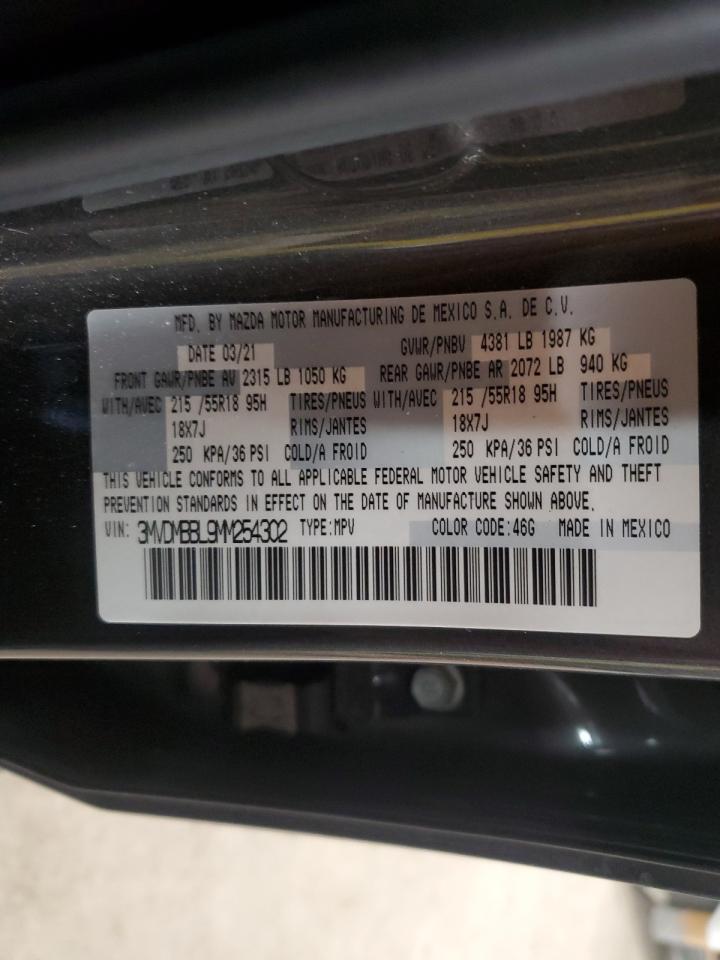 MFD. BY MAZDA MOTOR MANUFACTURING DE MEXICO S.A. DE C.V.
DATE 03/21 GVWR/PNBV 4381 LB 1987 KG
FRONT GAWR/PNBE AV 2315 LB 1050 KG REAR GAWR/PNBE AR 2072 LB 940 KG
WITH/AVEC 215 /55R18 95H TIRES/PNEUS WITH/AVEC 215 /55R18 95H TIRES/PNEUS
18X7J RIMS/JANTES 18X7J RIMS/JANTES
250 KPA/36 PSI COLD/A FROID 250 KPA/36 PSI COLD/A FROID
THIS VEHICLE CONFORMS TO ALL APPLICABLE FEDERAL MOTOR VEHICLE SAFETY AND THEFT
PREVENTION STANDARDS IN EFFECT ON THE DATE OF MANUFACTURE SHOWN ABOVE.
VIN: 3MVDMBBL9MM254302 TYPE:MPV COLOR CODE:46G MADE IN MEXICO